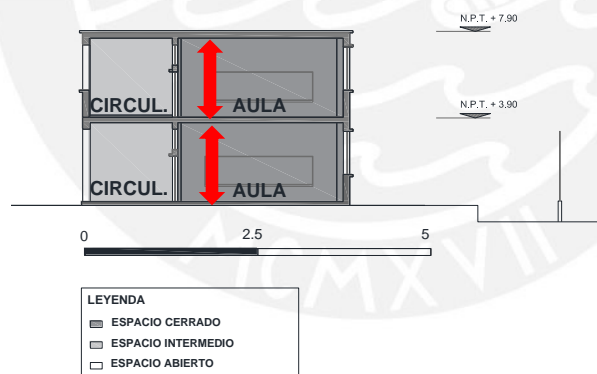 N.P.T. + 7.90
CIRCUL. AULA
N.P.T. + 3.90
CIRCUL. AULA
0 2.5 5
MCMXVII
LEYENDA
ESPACIO CERRADO
ESPACIO INTERMEDIO
ESPACIO ABIERTO